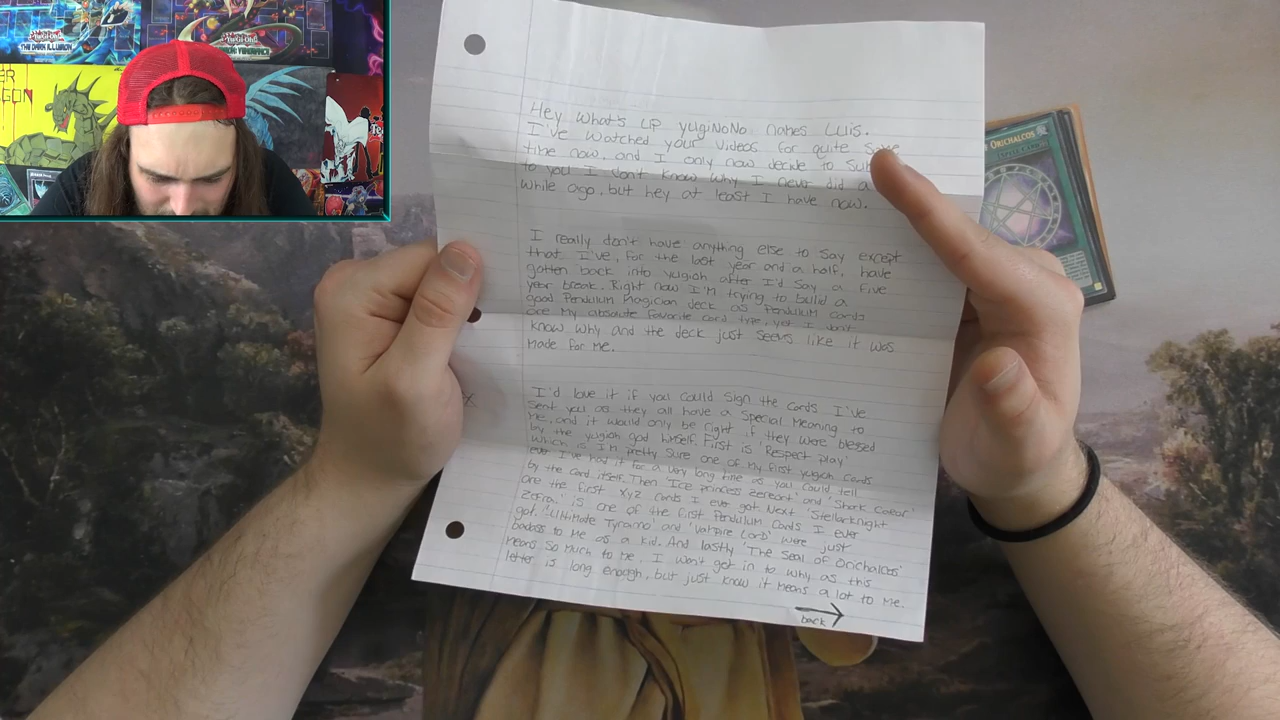 THE DARK ILLUSION
Yu-Gi-Oh!
VENGEANCE
ORICHALCOS
Hey what's up yugiNoNo names Luis.
I've watched your videos for quite some
time now, and I only now decide to
to you I don't know why I never did a
while ago, but hey at least I have now.
I really don't have anything else to say except
that I've, for the last year and a half, have
gotten back into yugioh after I'd say a five
year break. Right now I'm trying to build a
good Pendulum Magician deck as Pendulum cards
are my absolute favorite card type, yet I don't
know why and the deck just seems like it was
made for me.
I'd love it if you could sign the cards I've
sent you as they all have a special meaning to
me, and it would only be right if they were blessed
by the yugioh god himself. First is 'Respect play'
which is I'm pretty sure one of my first yugioh cards
ever I've had it for a very long time as you could tell
by the card itself. Then 'Ice princess Zereort' and 'Shark Caesar'
are the first XYZ cards I ever got. Next 'Stellarknight
Zefra..' is one of the first Pendulum cards I ever
got. 'Ultimate Tyranno' and 'Vampire Lord' were just
badass to me as a kid. And lastly 'The Seal of Orichalcos'
means so much to me. I won't get in to why as this
letter is long enough, but just know it means a lot to me.
back